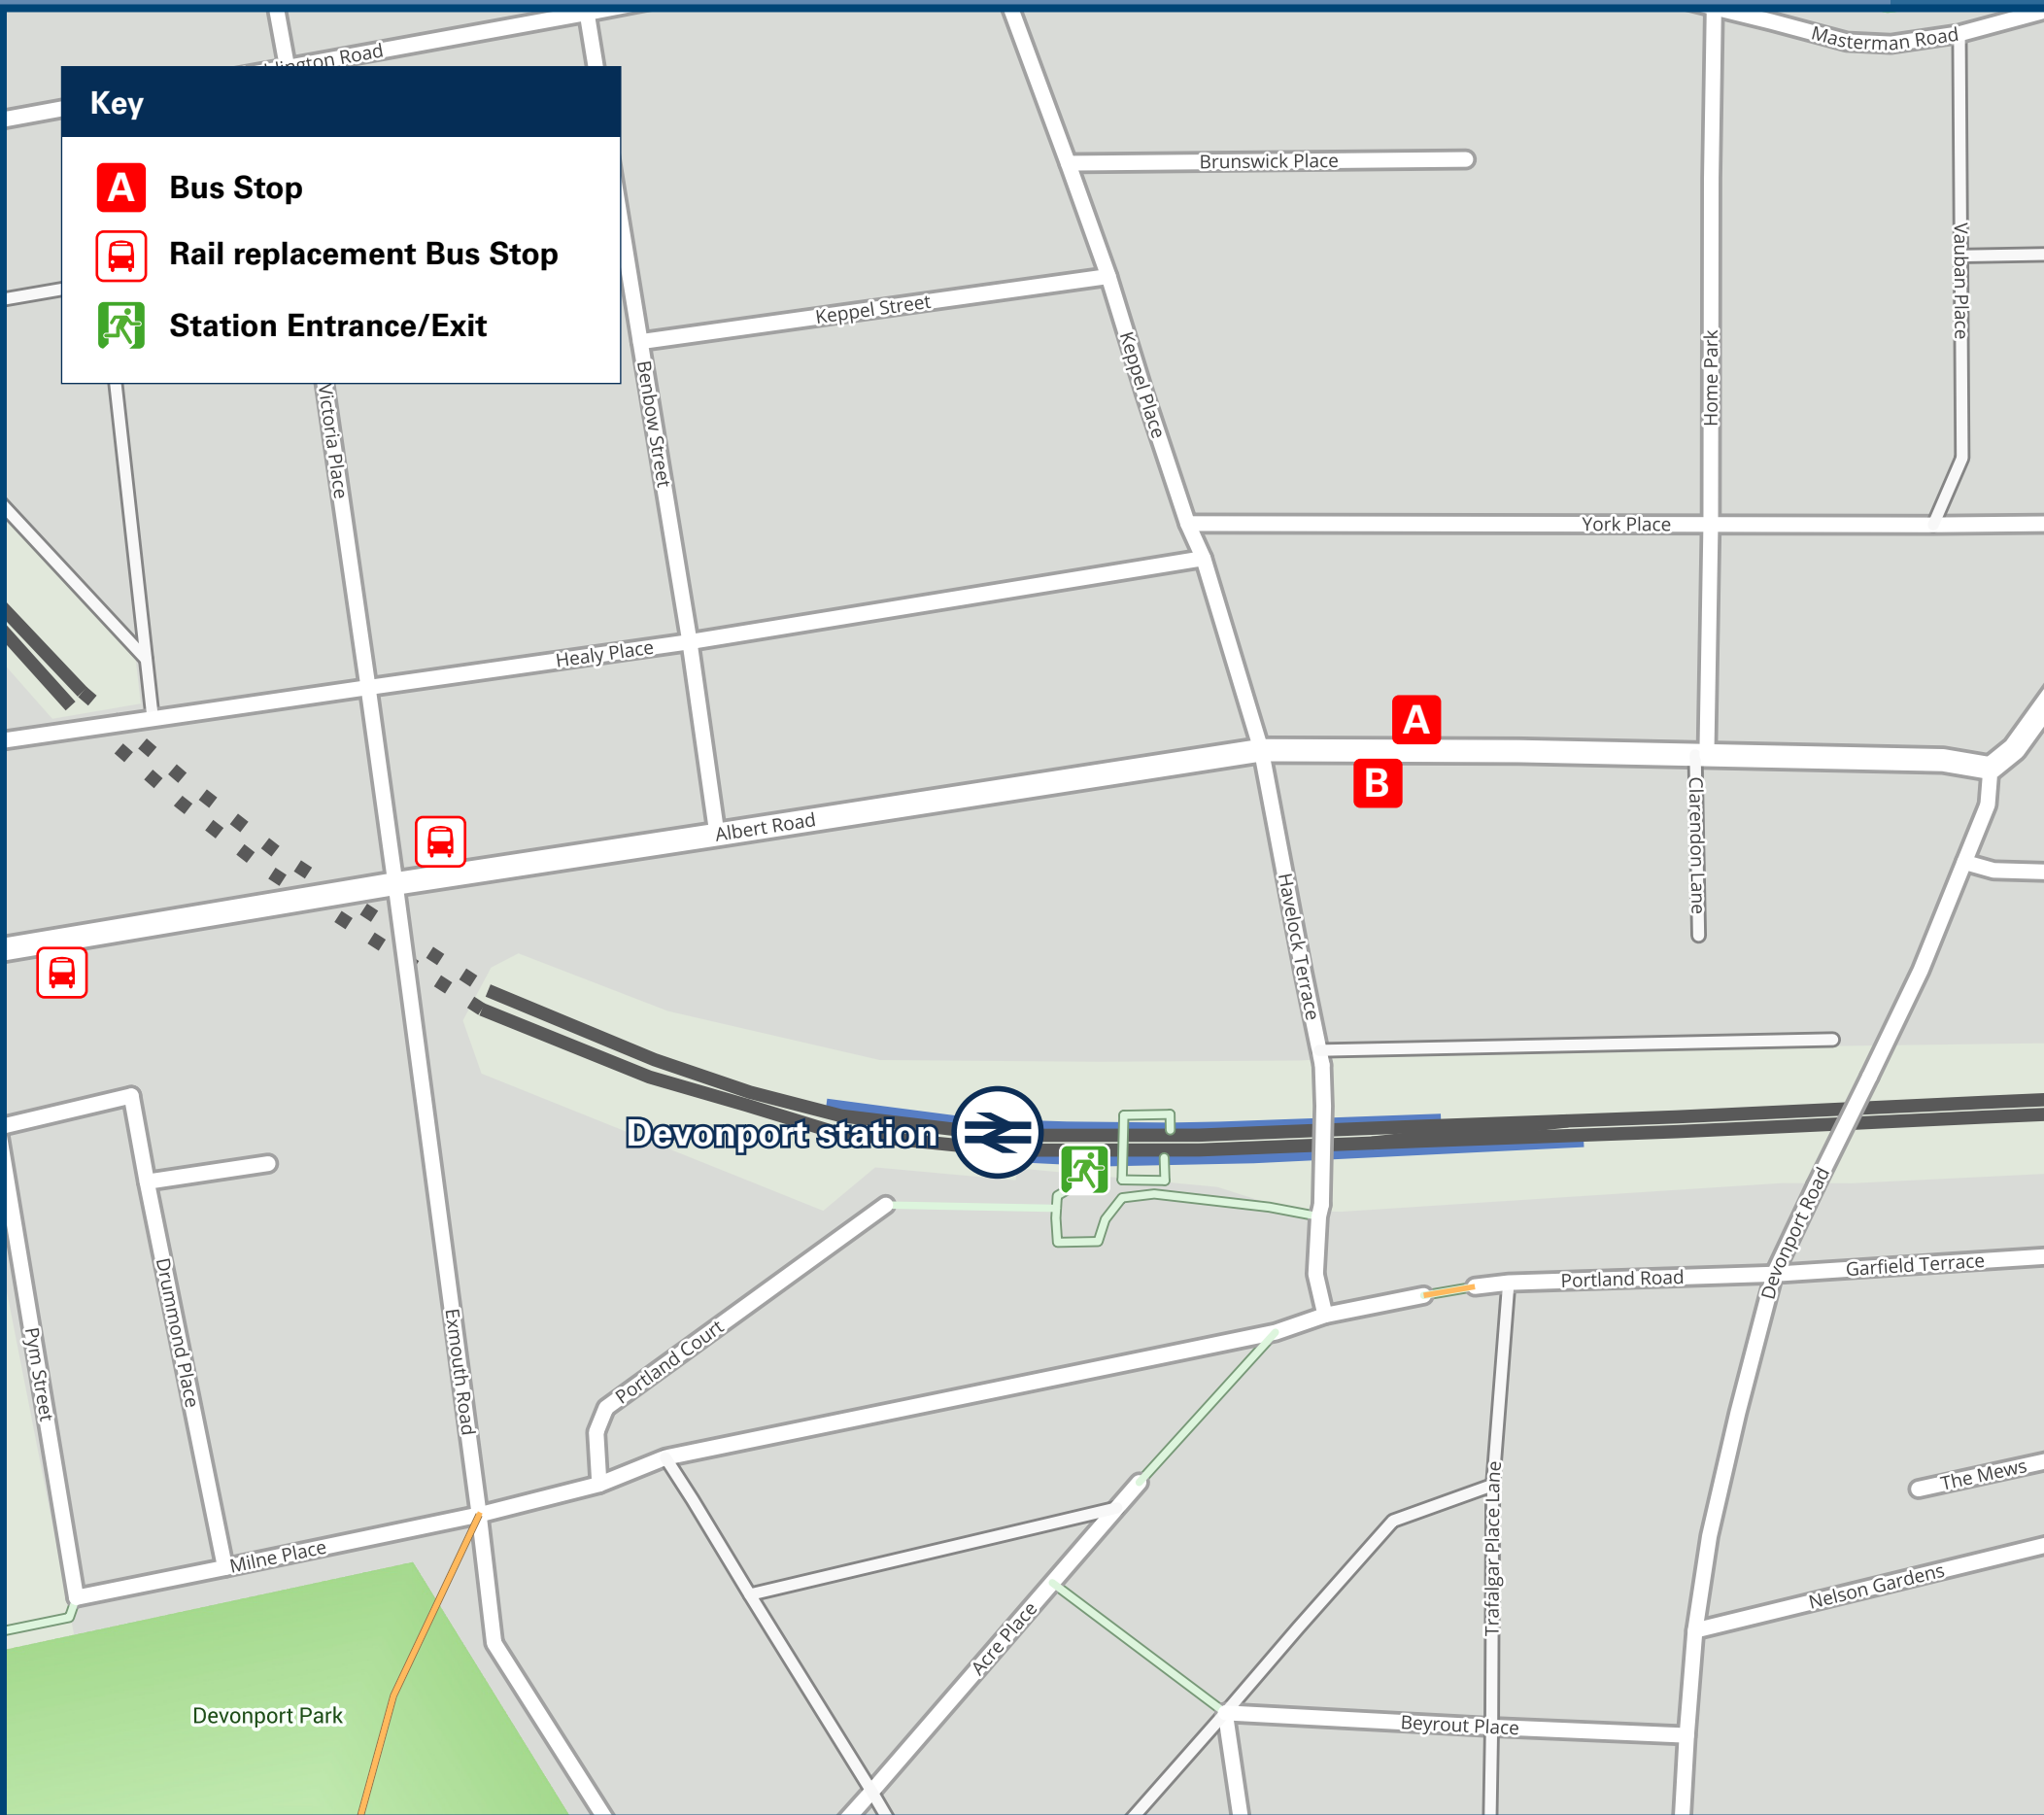 Masterman Road
Key
A Bus Stop
Rail replacement Bus Stop
Station Entrance/Exit
Brunswick Place
Vauban Place
Keppel Street
Keppel Place
Home Park
Victoria Place
Benbow Street
York Place
Healy Place
A
B
Albert Road
Clarendon Lane
Havelock Terrace
Devonport station
Devonport Road
Garfield Terrace
Portland Road
Drummond Place
Pym Street
Exmouth Road
Portland Court
The Mews
Trafalgar Place Lane
Milne Place
Nelson Gardens
Acre Place
Devonport Park
Beyrout Place